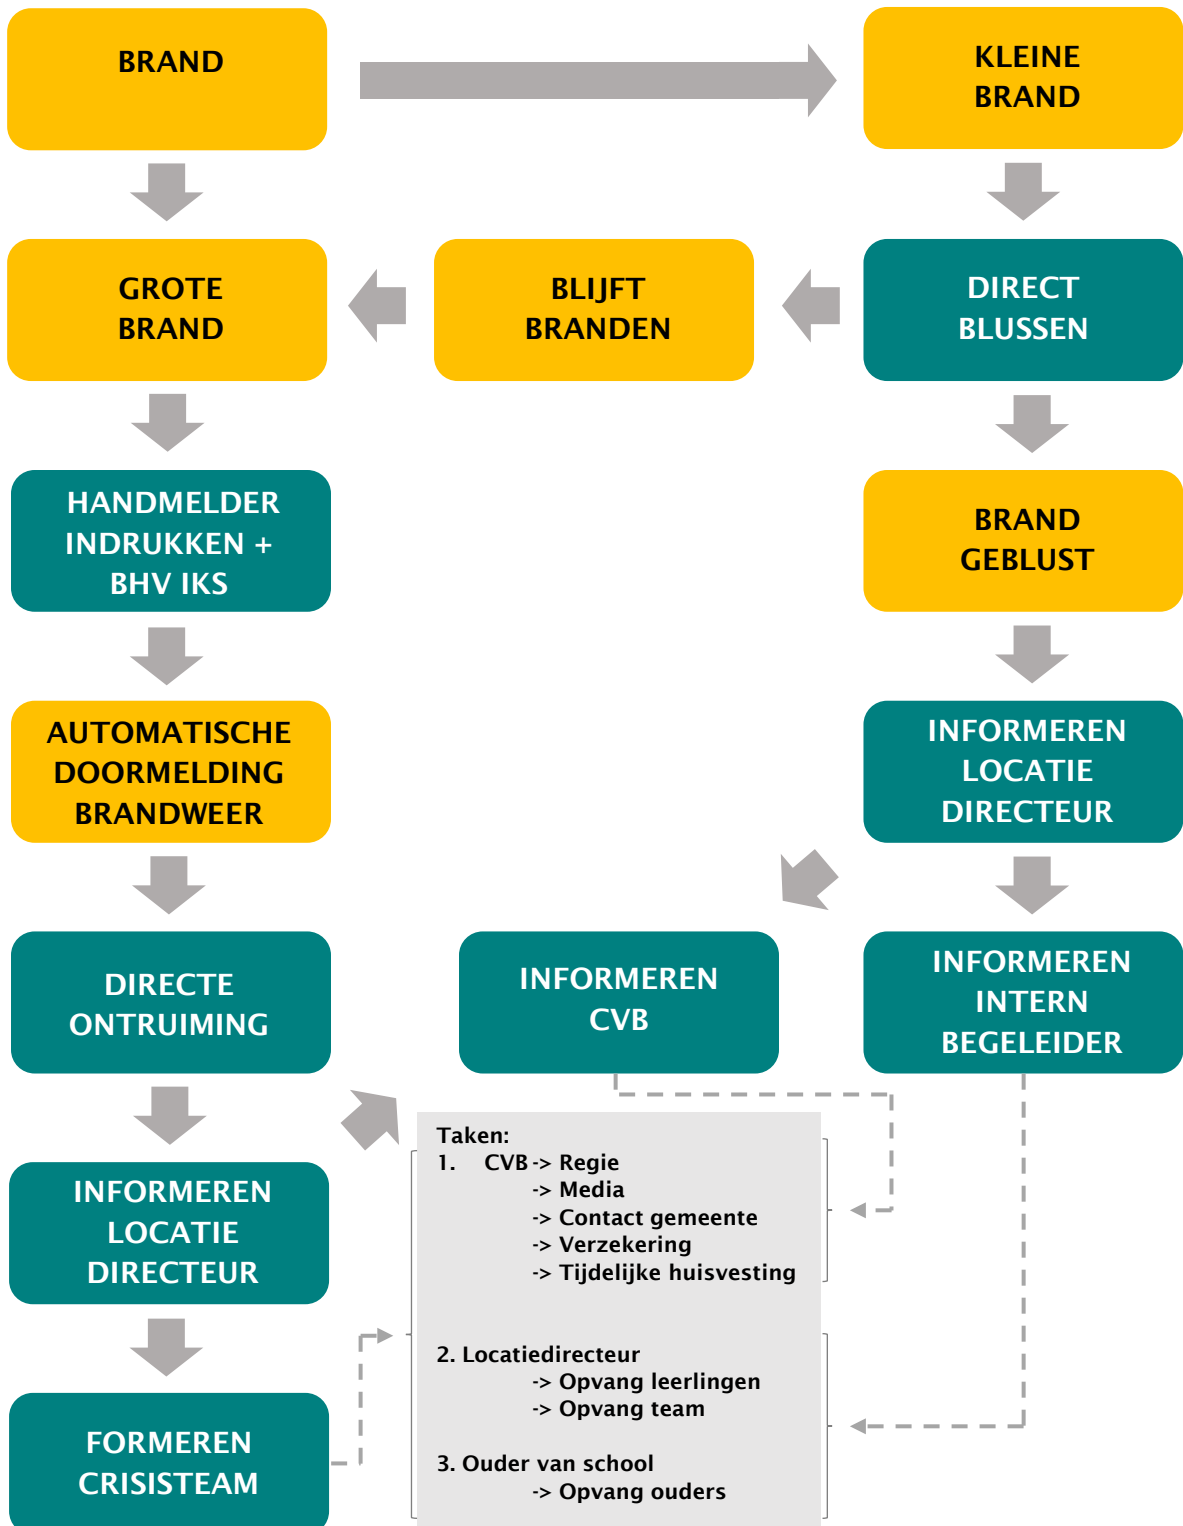 BRAND
KLEINE
BRAND
GROTE
BRAND
BLIJFT
BRANDEN
DIRECT
BLUSSEN
HANDMELDER
INDRUKKEN +
BHV IKS
BRAND
GEBLUST
AUTOMATISCHE
DOORMELDING
BRANDWEER
INFORMEREN
LOCATIE
DIRECTEUR
DIRECTE
ONTRUIMING
INFORMEREN
CVB
INFORMEREN
INTERN
BEGELEIDER
INFORMEREN
LOCATIE
DIRECTEUR
FORMEREN
CRISISTEAM
Taken:
1. CVB -> Regie
-> Media
-> Contact gemeente
-> Verzekering
-> Tijdelijke huisvesting
2. Locatiedirecteur
-> Opvang leerlingen
-> Opvang team
3. Ouder van school
-> Opvang ouders